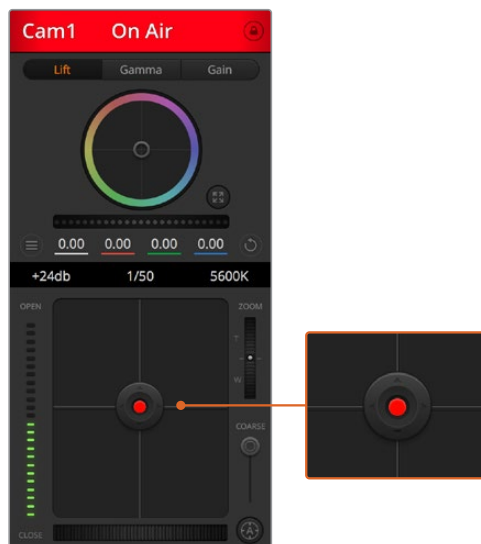 Cam1 On Air
Lift Gamma Gain
0.00 0.00 0.00 0.00
+24db 1/50 5600K
OPEN ZOOM
T
W
COARSE
CLOSE A